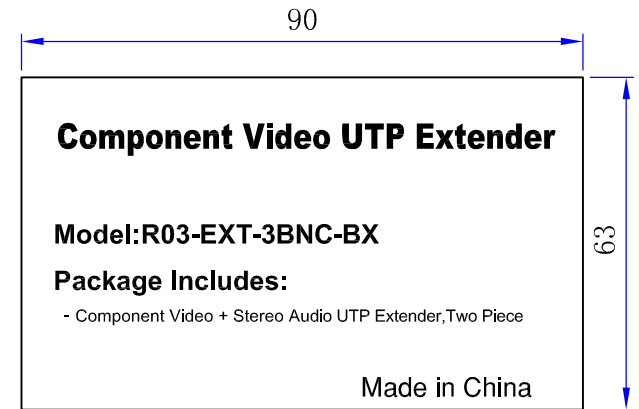 90
Component Video UTP Extender
63
Model:R03-EXT-3BNC-BX
Package Includes:
- Component Video + Stereo Audio UTP Extender,Two Piece
Made in China